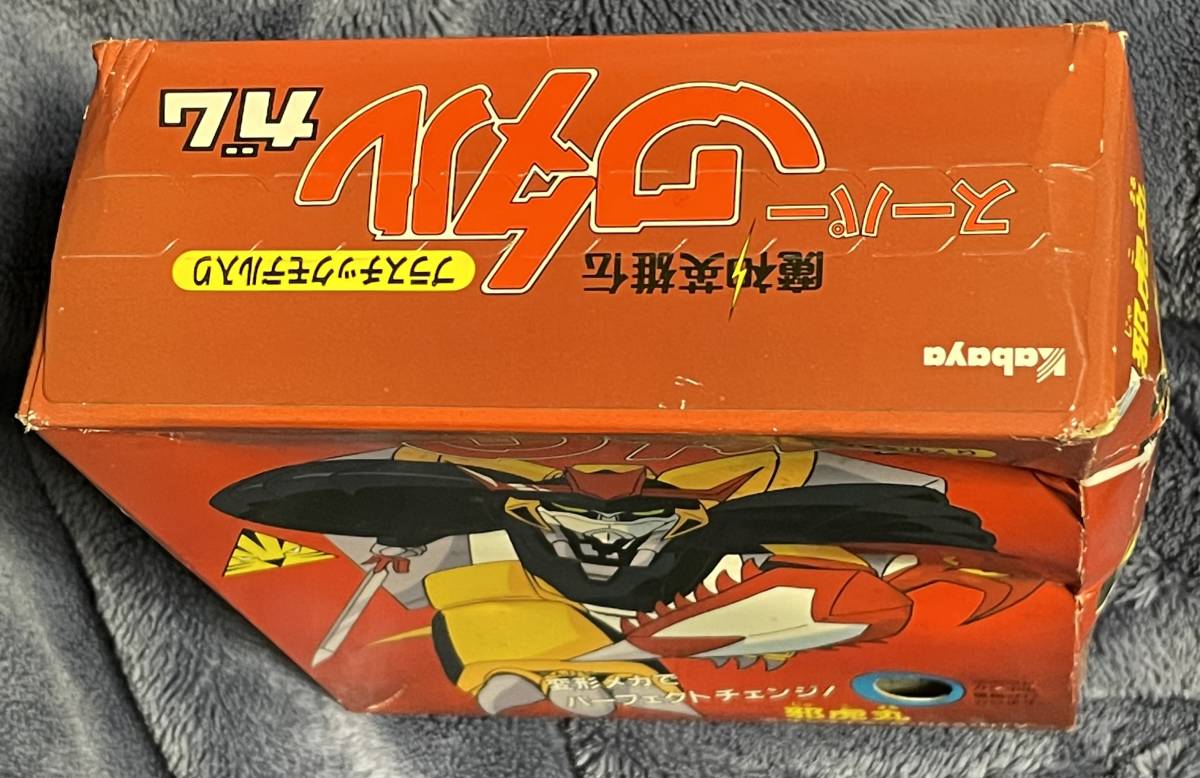 Kabaya
魔神英雄伝
スーパーワタル
ガム
プラスチックモデル入り
変形メカで
パーフェクトチェンジ!
邪虎丸